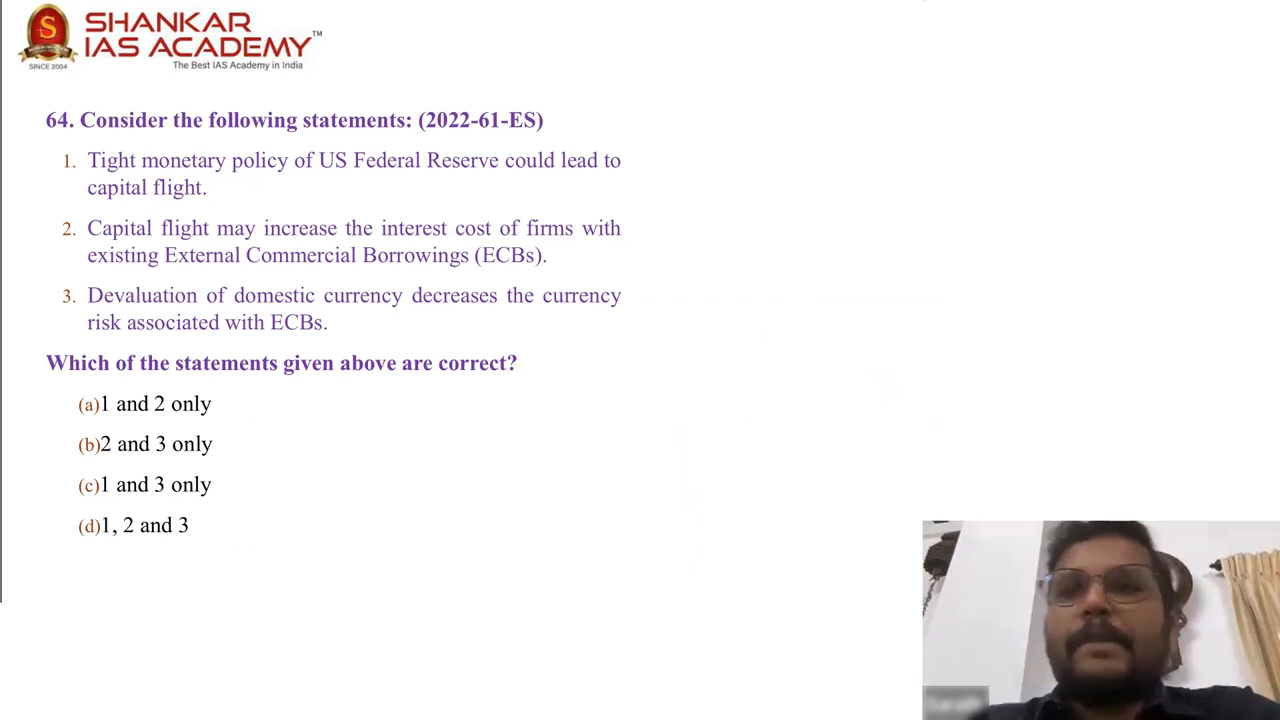 SHANKAR
IAS ACADEMY™
The Best IAS Academy in India
S
SINCE 2004
64. Consider the following statements: (2022-61-ES)
1. Tight monetary policy of US Federal Reserve could lead to
capital flight.
2. Capital flight may increase the interest cost of firms with
existing External Commercial Borrowings (ECBs).
3. Devaluation of domestic currency decreases the currency
risk associated with ECBs.
Which of the statements given above are correct?
(a)1 and 2 only
(b)2 and 3 only
(c)1 and 3 only
(d)1, 2 and 3